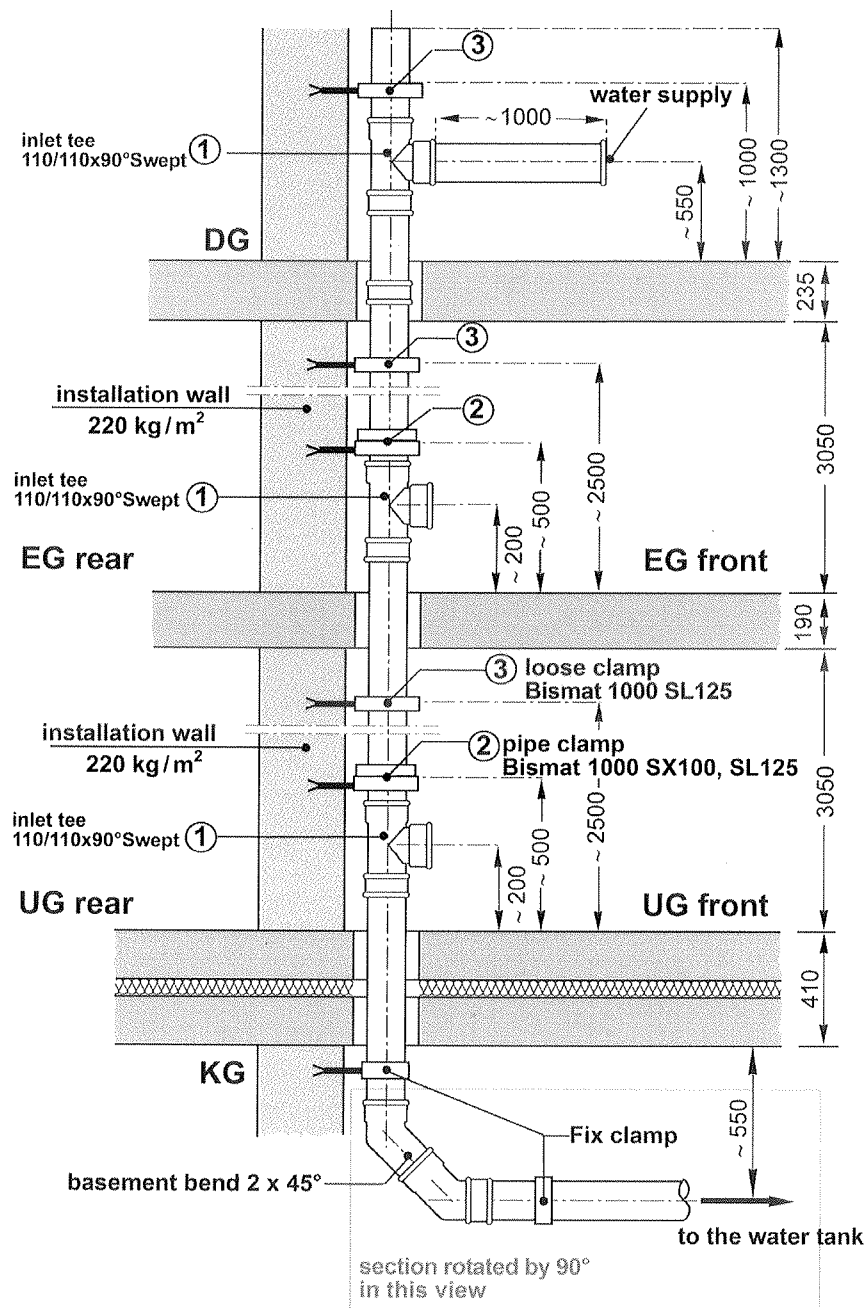 ③
water supply
~1000
inlet tee
110/110x90°Swept ①
~550
~1000
~1300
DG
235
③
installation wall
220 kg/m²
②
inlet tee
110/110x90°Swept ①
~200
~500
~2500
3050
EG rear
EG front
190
③ loose clamp
Bismat 1000 SL125
installation wall
220 kg/m²
② pipe clamp
Bismat 1000 SX100, SL125
inlet tee
110/110x90°Swept ①
~200
~500
~2500
3050
UG rear
UG front
410
KG
Fix clamp
~550
basement bend 2 x 45°
to the water tank
section rotated by 90°
in this view